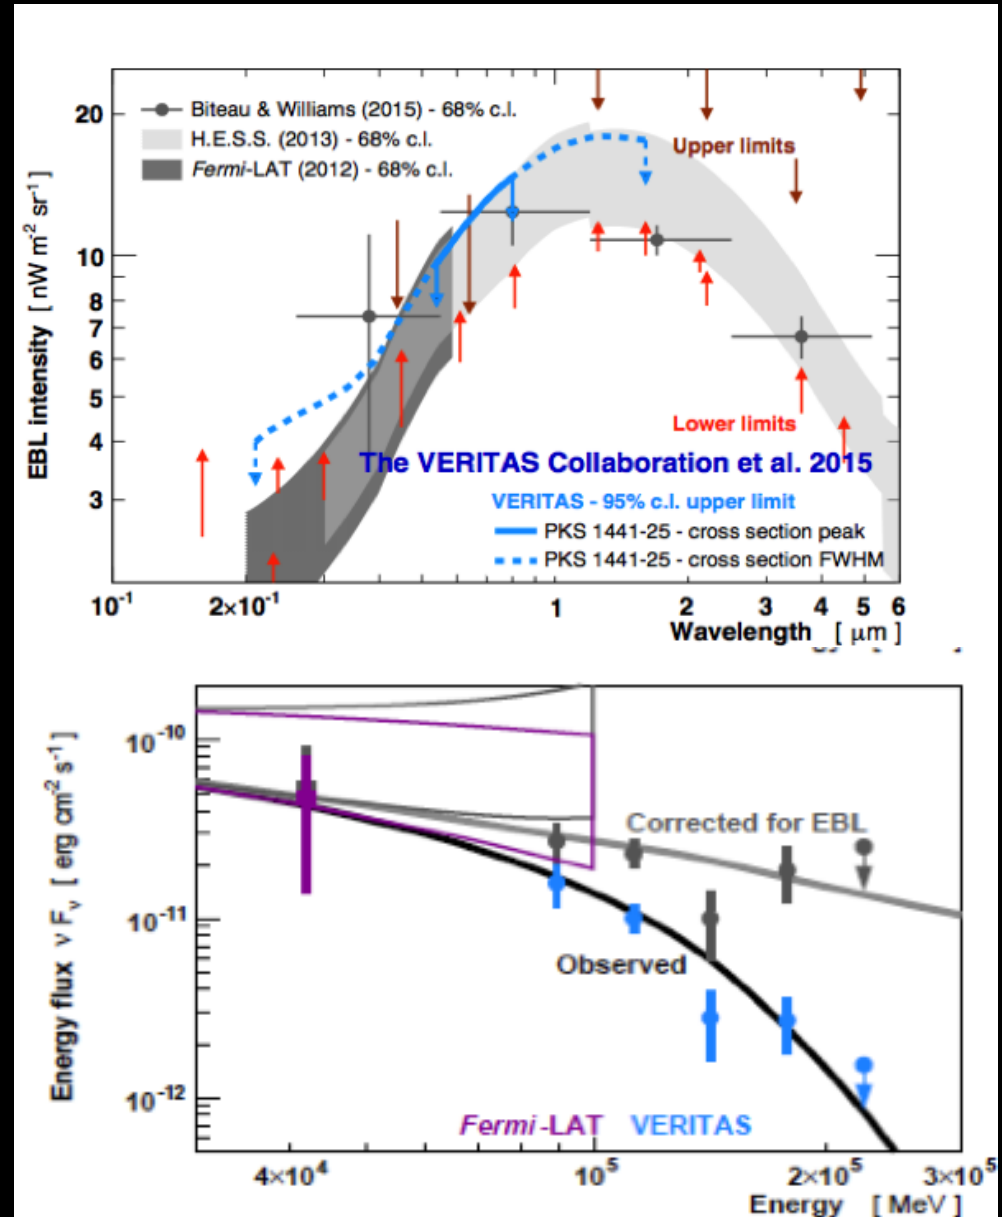 20
10
8
7
6
5
4
3
EBL intensity [ nW m⁻² sr⁻¹ ]
Biteau & Williams (2015) - 68% c.l.
H.E.S.S. (2013) - 68% c.l.
Fermi-LAT (2012) - 68% c.l.
Upper limits
Lower limits
The VERITAS Collaboration et al. 2015
VERITAS - 95% c.l. upper limit
PKS 1441-25 - cross section peak
PKS 1441-25 - cross section FWHM
10⁻¹ 2×10⁻¹ 1 2 3 4 5 6
Wavelength [ μm ]
Energy flux ν Fν [ erg cm⁻² s⁻¹ ]
10⁻¹⁰
10⁻¹¹
10⁻¹²
Corrected for EBL
Observed
Fermi-LAT VERITAS
4×10⁴ 10⁵ 2×10⁵ 3×10⁵
Energy [ MeV ]